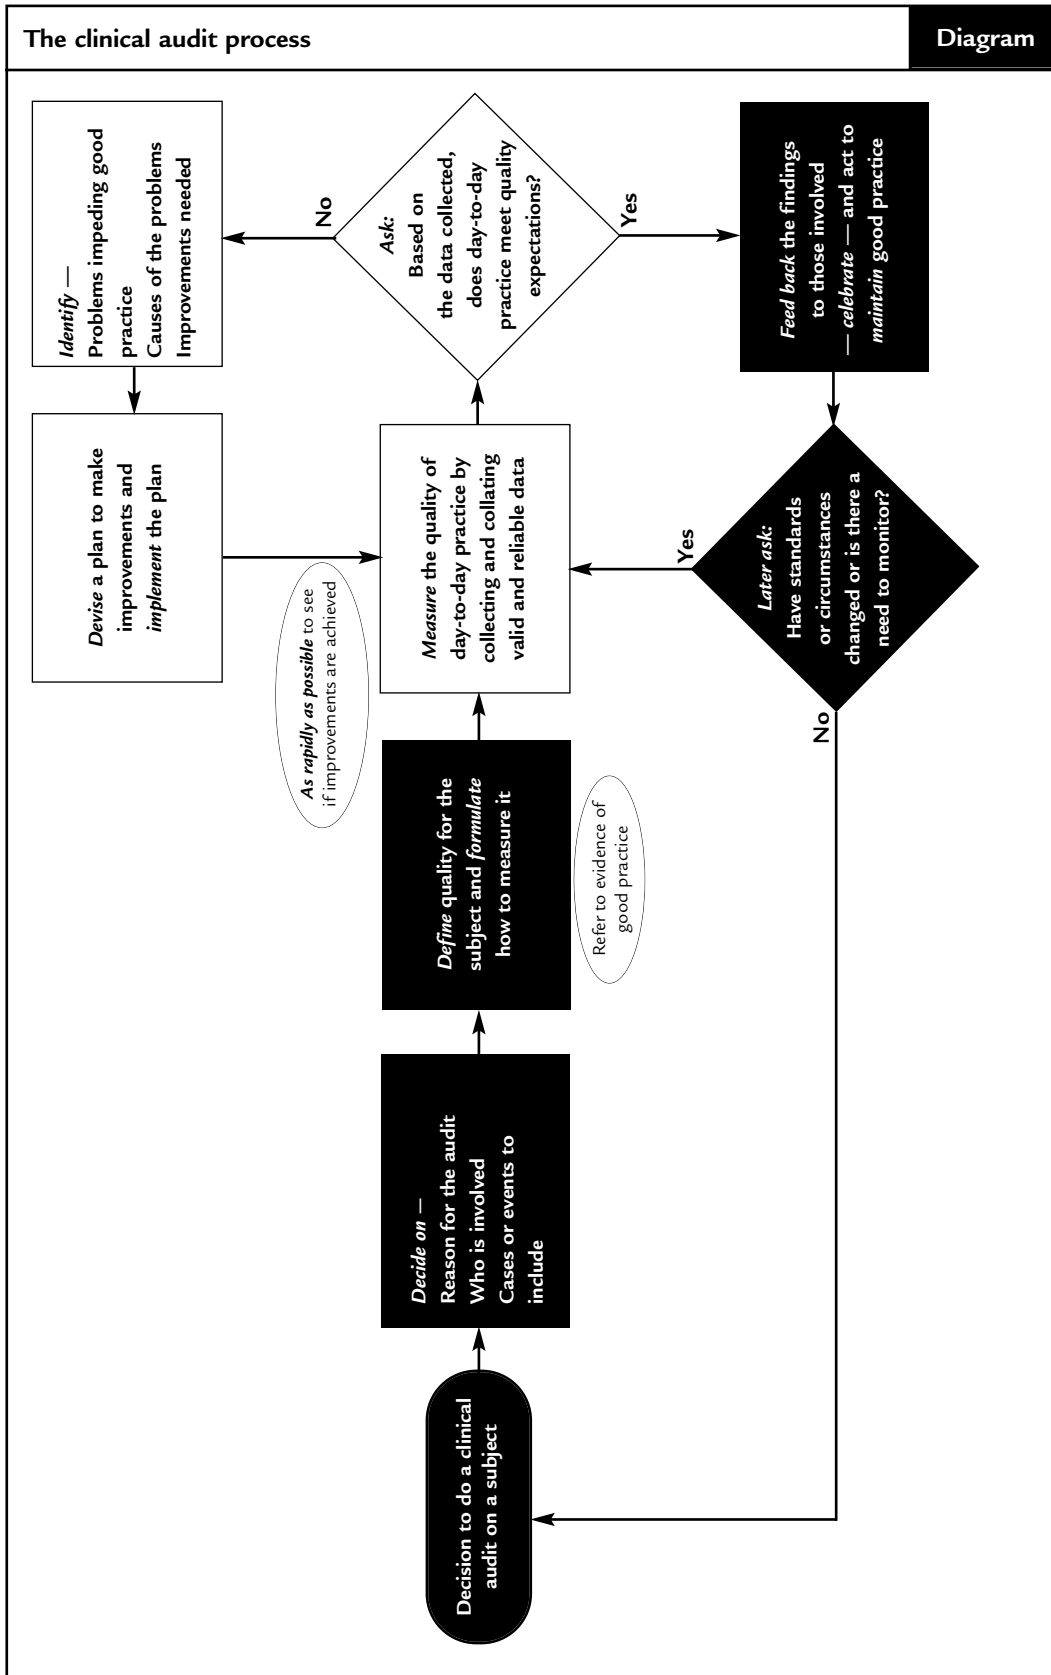 The clinical audit process
Diagram
Decision to do a clinical
audit on a subject
Decide on —
Reason for the audit
Who is involved
Cases or events to
include
Define quality for the
subject and formulate
how to measure it
Refer to evidence of
good practice
Measure the quality of
day-to-day practice by
collecting and collating
valid and reliable data
Ask:
Based on
the data collected,
does day-to-day
practice meet quality
expectations?
No
Identify —
Problems impeding good
practice
Causes of the problems
Improvements needed
Devise a plan to make
improvements and
implement the plan
As rapidly as possible to see
if improvements are achieved
Yes
Feed back the findings
to those involved
— celebrate — and act to
maintain good practice
Later ask:
Have standards
or circumstances
changed or is there a
need to monitor?
Yes
No